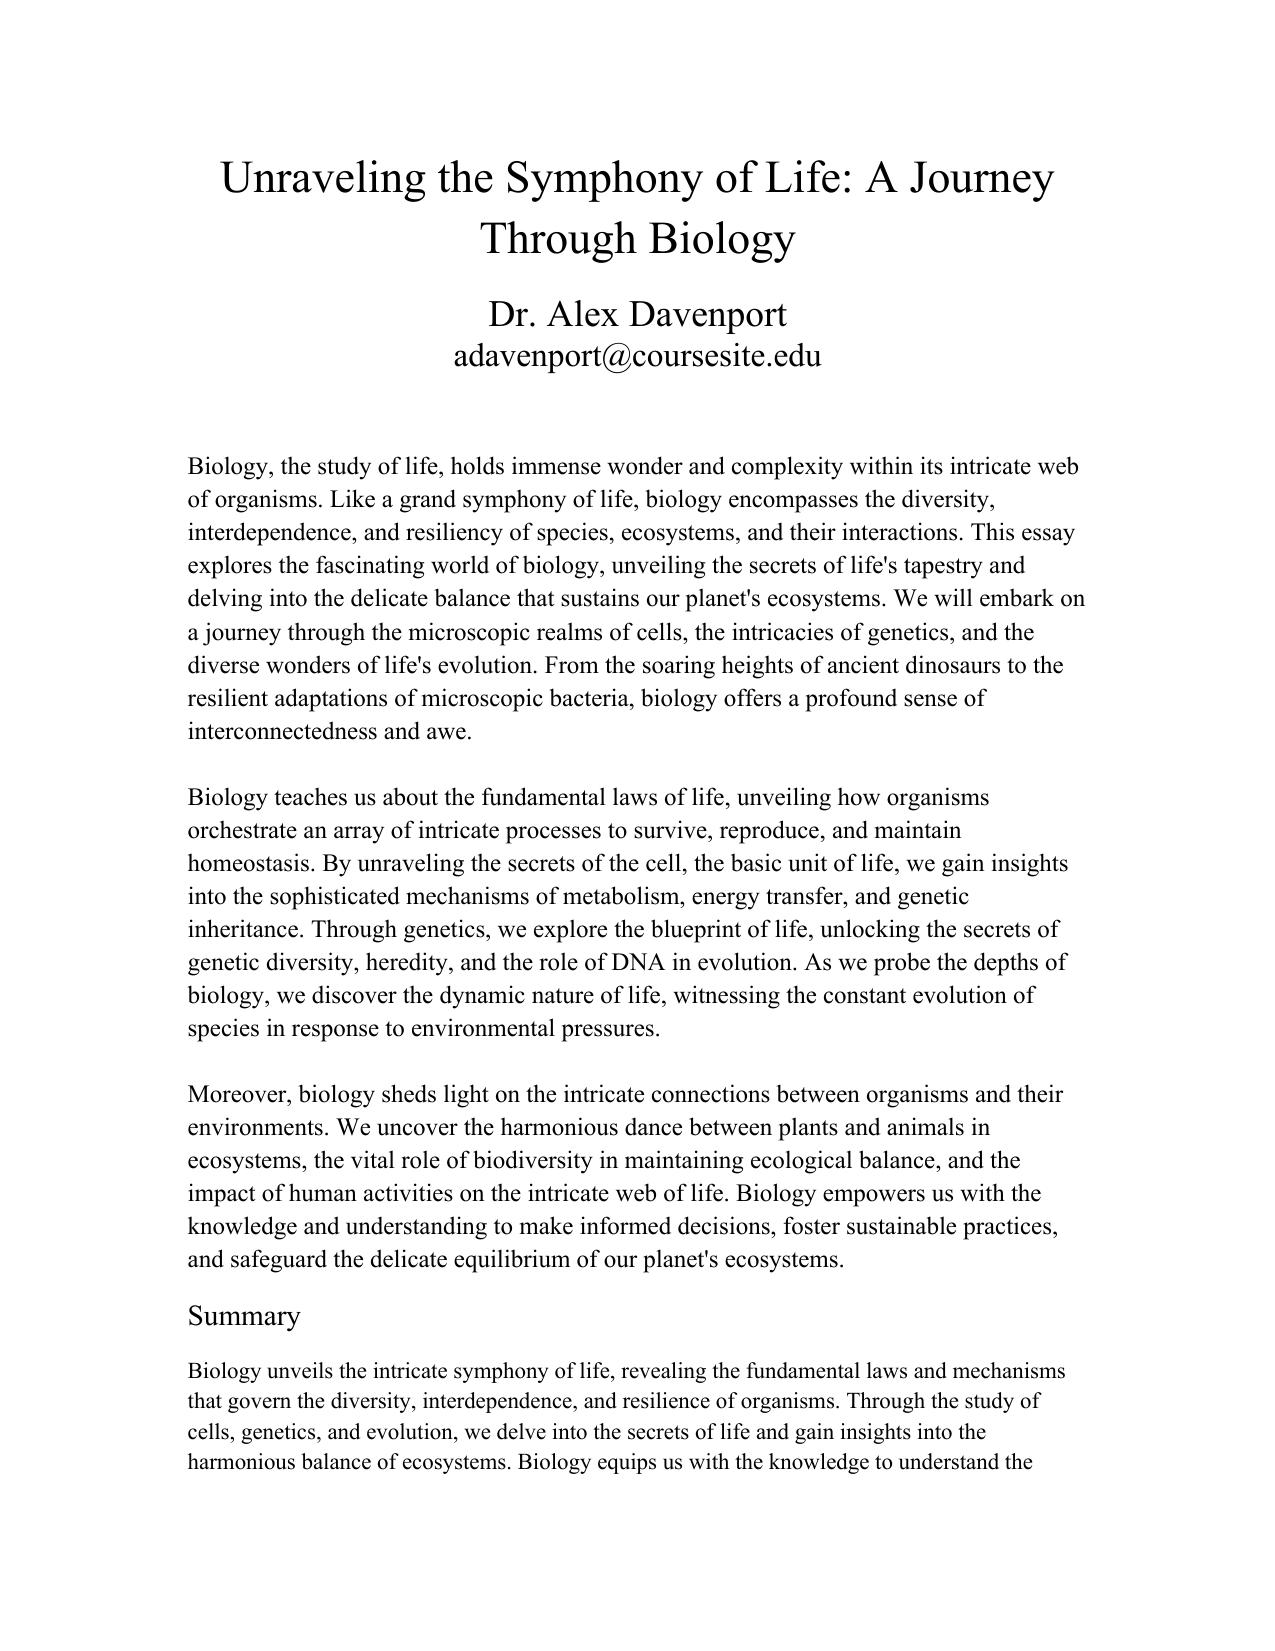 Unraveling the Symphony of Life: A Journey
Through Biology
Dr. Alex Davenport
adavenport@coursesite.edu
Biology, the study of life, holds immense wonder and complexity within its intricate web
of organisms. Like a grand symphony of life, biology encompasses the diversity,
interdependence, and resiliency of species, ecosystems, and their interactions. This essay
explores the fascinating world of biology, unveiling the secrets of life's tapestry and
delving into the delicate balance that sustains our planet's ecosystems. We will embark on
a journey through the microscopic realms of cells, the intricacies of genetics, and the
diverse wonders of life's evolution. From the soaring heights of ancient dinosaurs to the
resilient adaptations of microscopic bacteria, biology offers a profound sense of
interconnectedness and awe.
Biology teaches us about the fundamental laws of life, unveiling how organisms
orchestrate an array of intricate processes to survive, reproduce, and maintain
homeostasis. By unraveling the secrets of the cell, the basic unit of life, we gain insights
into the sophisticated mechanisms of metabolism, energy transfer, and genetic
inheritance. Through genetics, we explore the blueprint of life, unlocking the secrets of
genetic diversity, heredity, and the role of DNA in evolution. As we probe the depths of
biology, we discover the dynamic nature of life, witnessing the constant evolution of
species in response to environmental pressures.
Moreover, biology sheds light on the intricate connections between organisms and their
environments. We uncover the harmonious dance between plants and animals in
ecosystems, the vital role of biodiversity in maintaining ecological balance, and the
impact of human activities on the intricate web of life. Biology empowers us with the
knowledge and understanding to make informed decisions, foster sustainable practices,
and safeguard the delicate equilibrium of our planet's ecosystems.
Summary
Biology unveils the intricate symphony of life, revealing the fundamental laws and mechanisms
that govern the diversity, interdependence, and resilience of organisms. Through the study of
cells, genetics, and evolution, we delve into the secrets of life and gain insights into the
harmonious balance of ecosystems. Biology equips us with the knowledge to understand the